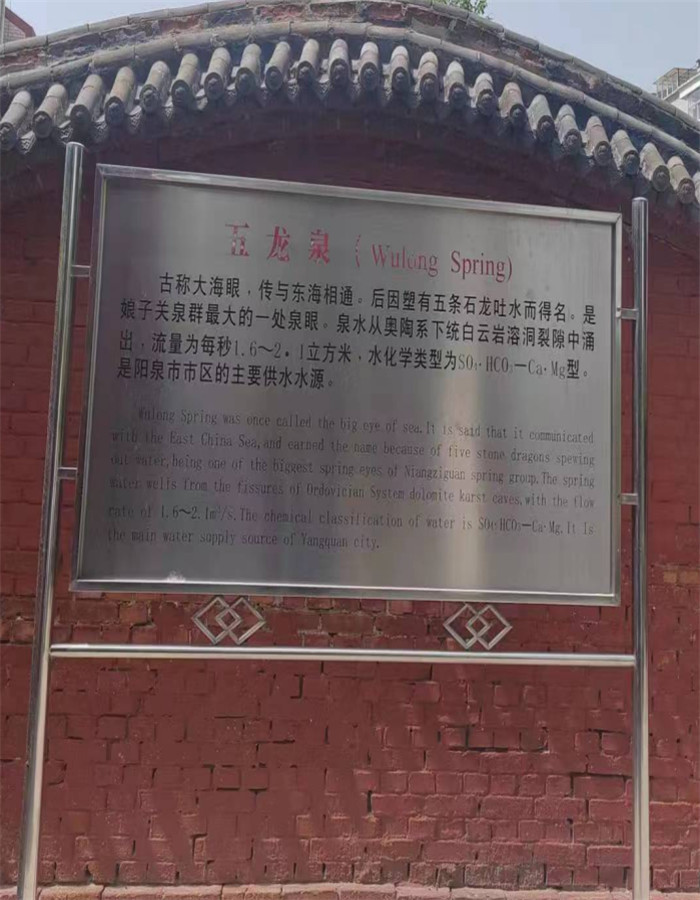 五龙泉（Wulong Spring)
古称大海眼，传与东海相通。后因塑有五条石龙吐水而得名。是
娘子关泉群最大的一处泉眼。泉水从奥陶系下统白云岩溶洞裂隙中涌
出，流量为每秒1.6～2.1立方米，水化学类型为SO₄·HCO₃—Ca·Mg型。
是阳泉市市区的主要供水水源。
Wulong Spring was once called the big eye of sea.It is said that it communicated
with the East China Sea,and earned the name because of five stone dragons spewing
out water,being one of the biggest spring eyes of Niangziguan spring group.The spring
water wells from the fissures of Ordovician System dolomite karst caves,with the flow
rate of 1.6～2.1m³/s.The chemical classification of water is SO₄·HCO₃—Ca·Mg.It is
the main water supply source of Yangquan city.